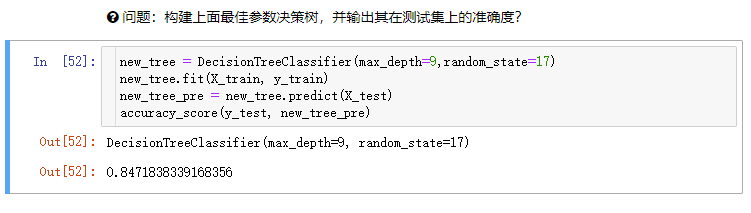 问题：构建上面最佳参数决策树，并输出其在测试集上的准确度？
In [52]:
new_tree = DecisionTreeClassifier(max_depth=9,random_state=17)
new_tree.fit(X_train, y_train)
new_tree_pre = new_tree.predict(X_test)
accuracy_score(y_test, new_tree_pre)
Out[52]: DecisionTreeClassifier(max_depth=9, random_state=17)
Out[52]: 0.8471838339168356